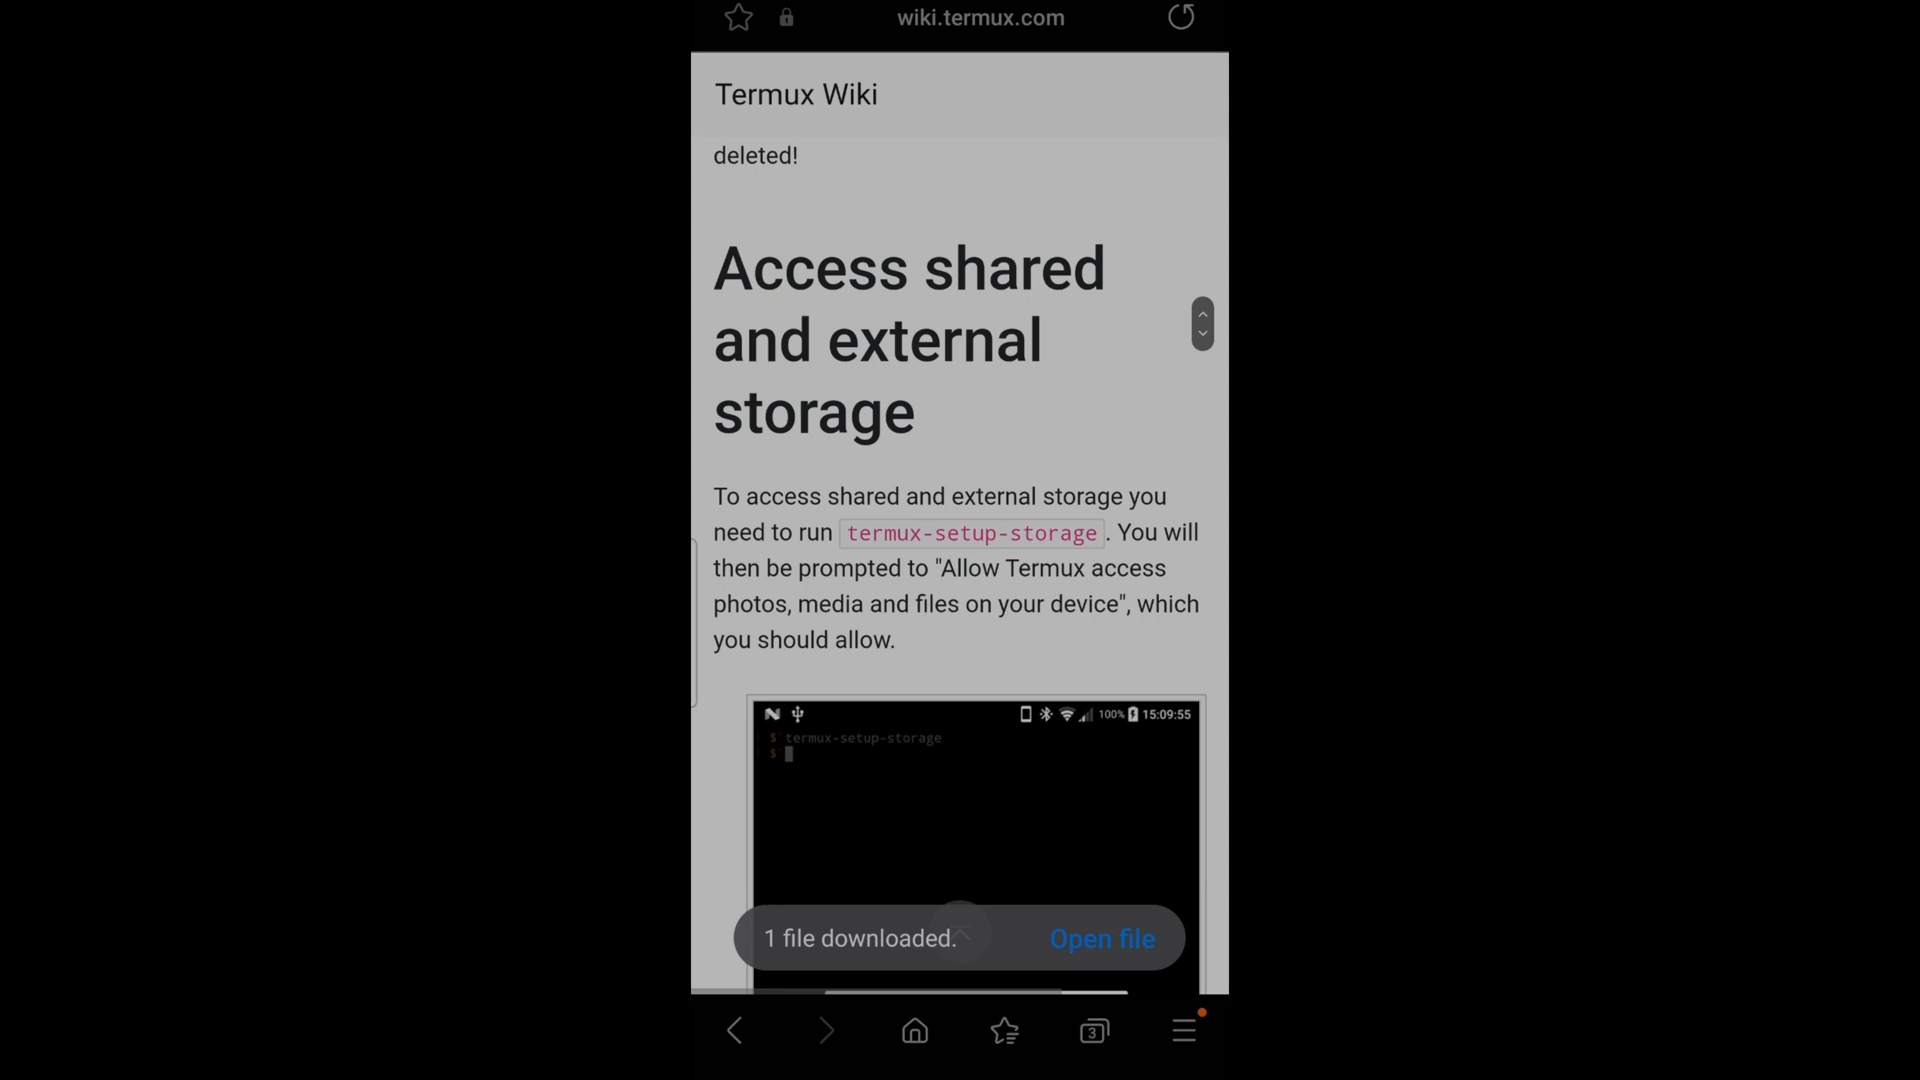 wiki.termux.com
Termux Wiki
deleted!
Access shared
and external
storage
To access shared and external storage you
need to run termux-setup-storage. You will
then be prompted to "Allow Termux access
photos, media and files on your device", which
you should allow.
100% 15:09:55
$ termux-setup-storage
$
1 file downloaded. Open file
3